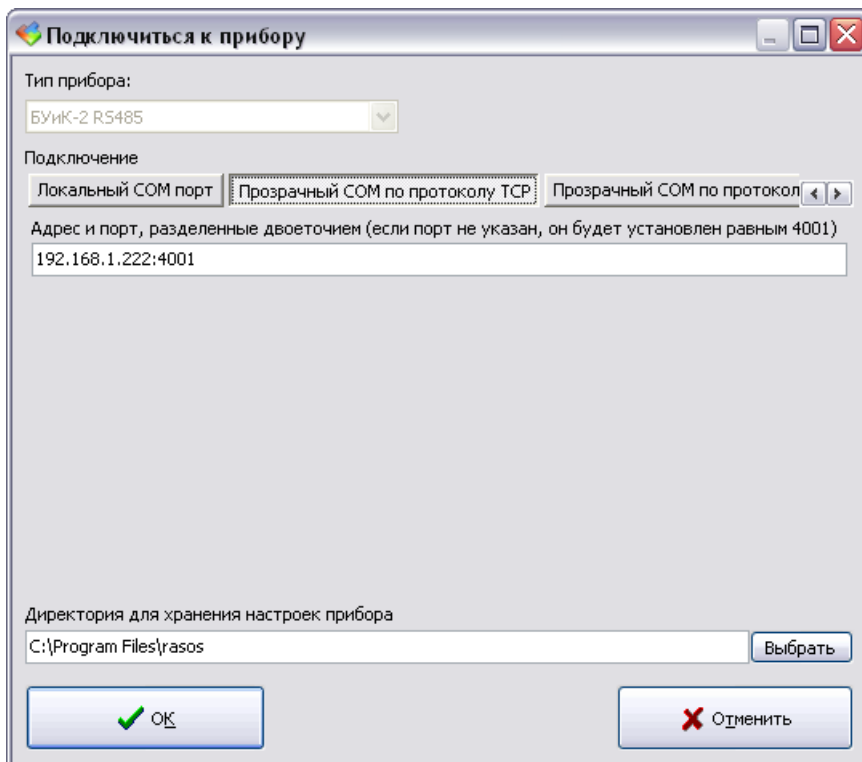 Подключиться к прибору
Тип прибора:
БУиК-2 RS485
Подключение
Локальный COM порт Прозрачный COM по протоколу TCP Прозрачный COM по протокол
Адрес и порт, разделенные двоеточием (если порт не указан, он будет установлен равным 4001)
192.168.1.222:4001
Директория для хранения настроек прибора
C:\Program Files\rasos Выбрать
ОК Отменить